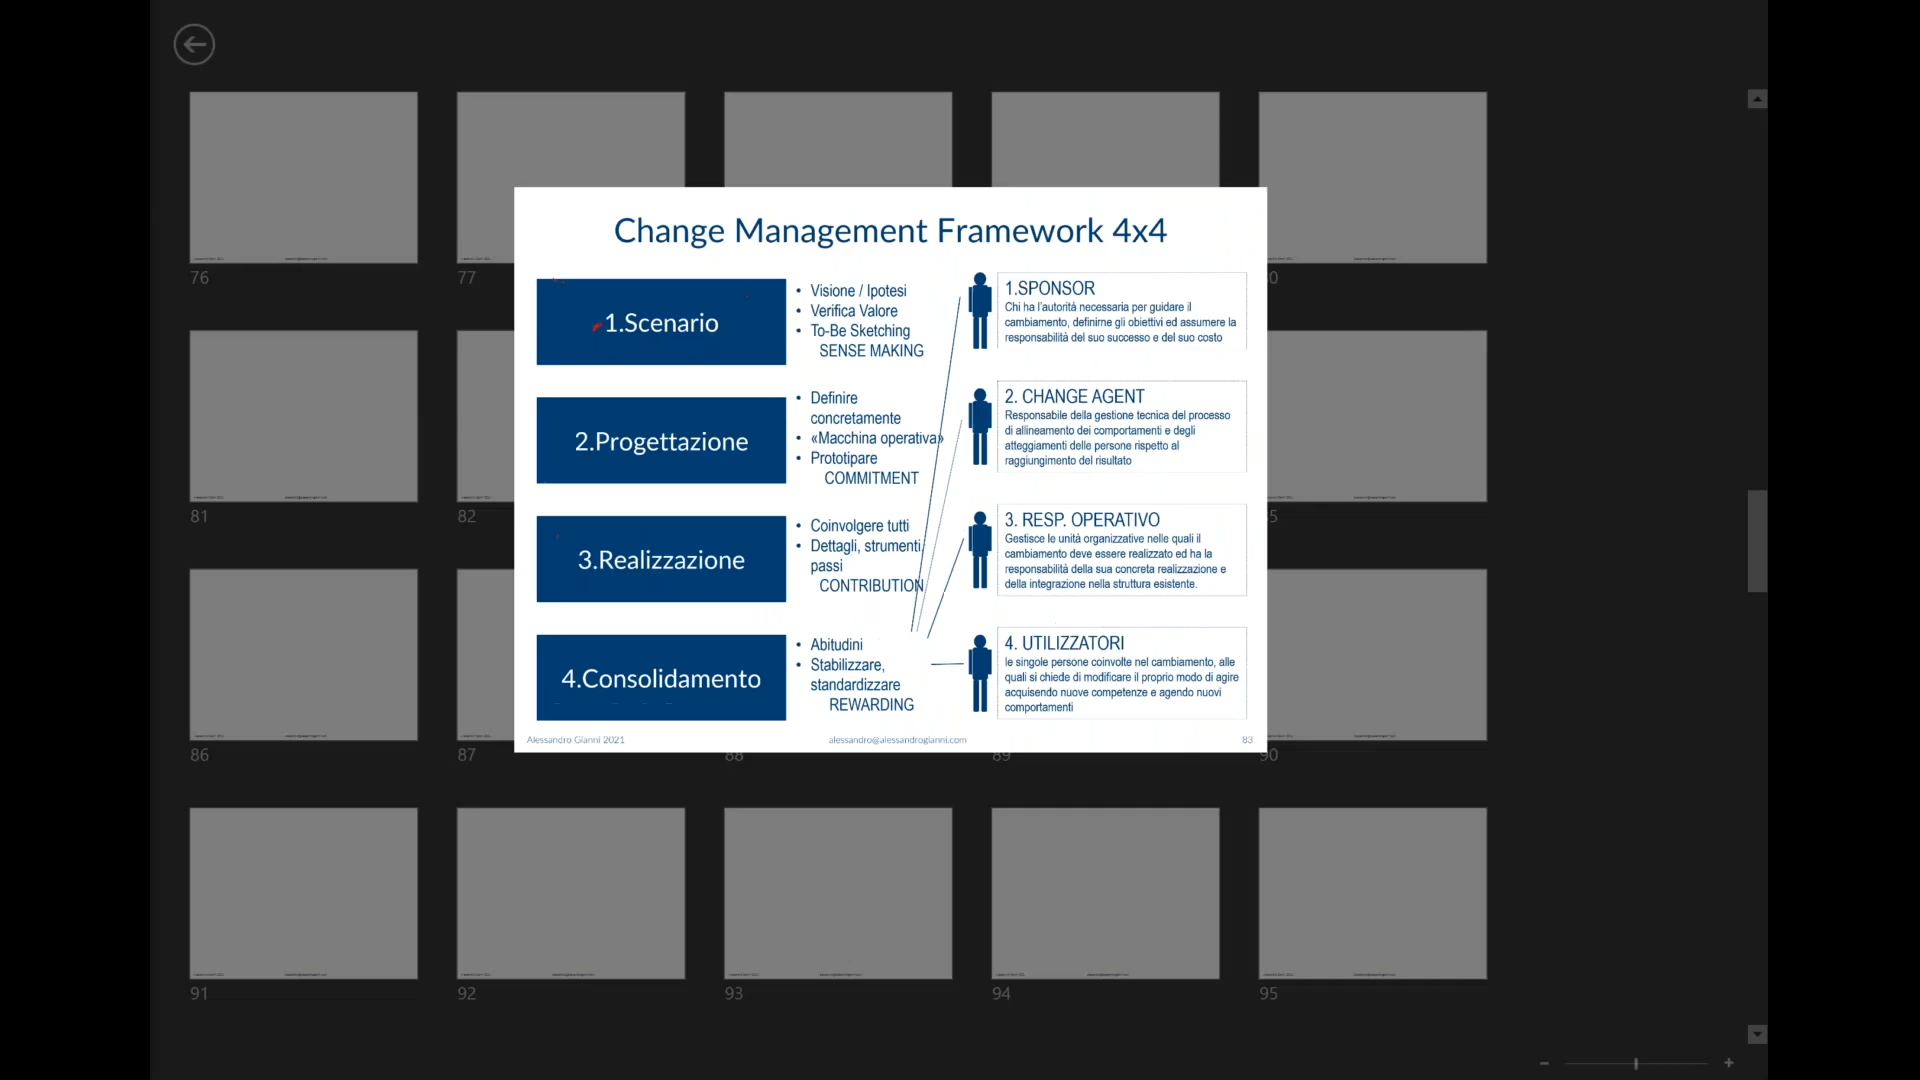 Change Management Framework 4x4
1.Scenario
• Visione / Ipotesi
• Verifica Valore
• To-Be Sketching
SENSE MAKING
1.SPONSOR
Chi ha l'autorità necessaria per guidare il
cambiamento, definirne gli obiettivi ed assumere la
responsabilità del suo successo e del suo costo
2.Progettazione
• Definire
concretamente
• «Macchina operativa»
• Prototipare
COMMITMENT
2. CHANGE AGENT
Responsabile della gestione tecnica del processo
di allineamento dei comportamenti e degli
atteggiamenti delle persone rispetto al
raggiungimento del risultato
3.Realizzazione
• Coinvolgere tutti
• Dettagli, strumenti,
passi
CONTRIBUTION
3. RESP. OPERATIVO
Gestisce le unità organizzative nelle quali il
cambiamento deve essere realizzato ed ha la
responsabilità della sua concreta realizzazione e
della integrazione nella struttura esistente.
4.Consolidamento
• Abitudini
• Stabilizzare,
standardizzare
REWARDING
4. UTILIZZATORI
le singole persone coinvolte nel cambiamento, alle
quali si chiede di modificare il proprio modo di agire
acquisendo nuove competenze e agendo nuovi
comportamenti
Alessandro Gianni 2021
alessandro@alessandrogianni.com
83
76
77
81
82
86
87
88
89
90
91
92
93
94
95